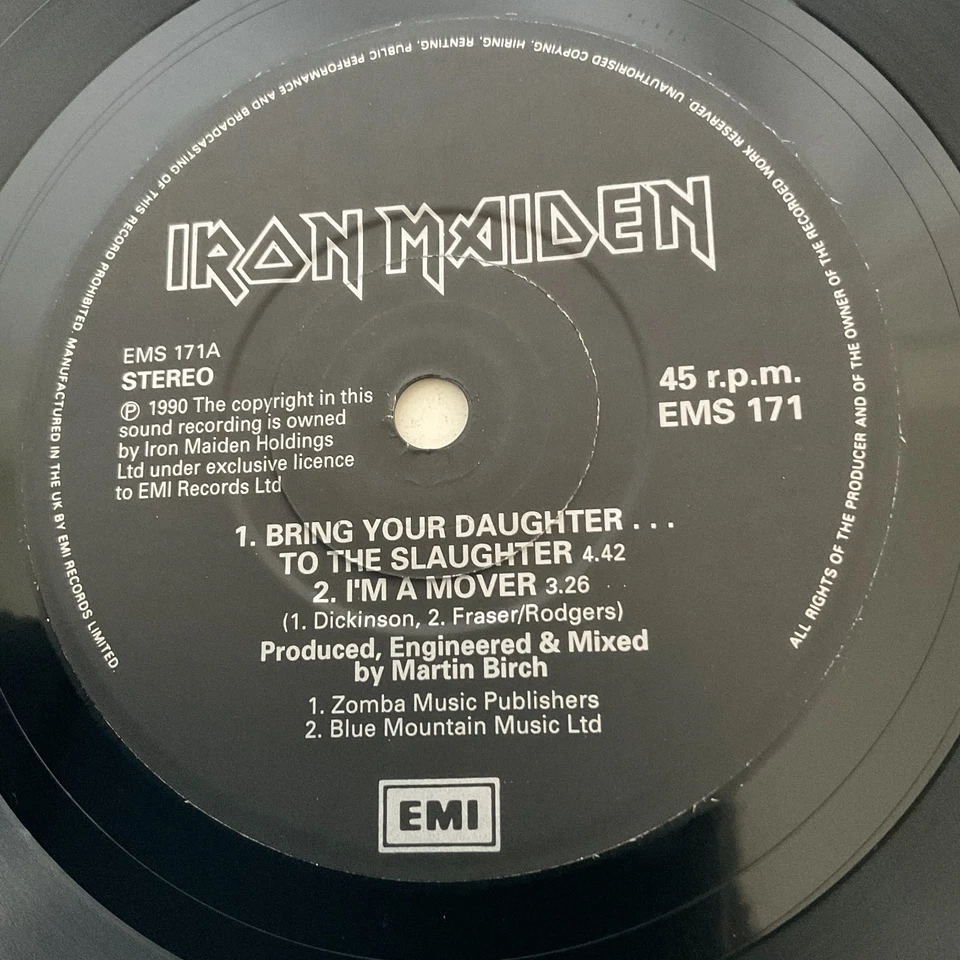 IRON MAIDEN
EMS 171A
STEREO
Ⓟ 1990 The copyright in this
sound recording is owned
by Iron Maiden Holdings
Ltd under exclusive licence
to EMI Records Ltd
45 r.p.m.
EMS 171
1. BRING YOUR DAUGHTER . . .
TO THE SLAUGHTER 4.42
2. I'M A MOVER 3.26
(1. Dickinson, 2. Fraser/Rodgers)
Produced, Engineered & Mixed
by Martin Birch
1. Zomba Music Publishers
2. Blue Mountain Music Ltd
EMI
ALL RIGHTS OF THE PRODUCER AND OF THE OWNER OF THE RECORDED WORK RESERVED. UNAUTHORISED COPYING, HIRING, RENTING, PUBLIC PERFORMANCE AND BROADCASTING OF THIS RECORD PROHIBITED. MANUFACTURED IN THE UK BY EMI RECORDS LIMITED.